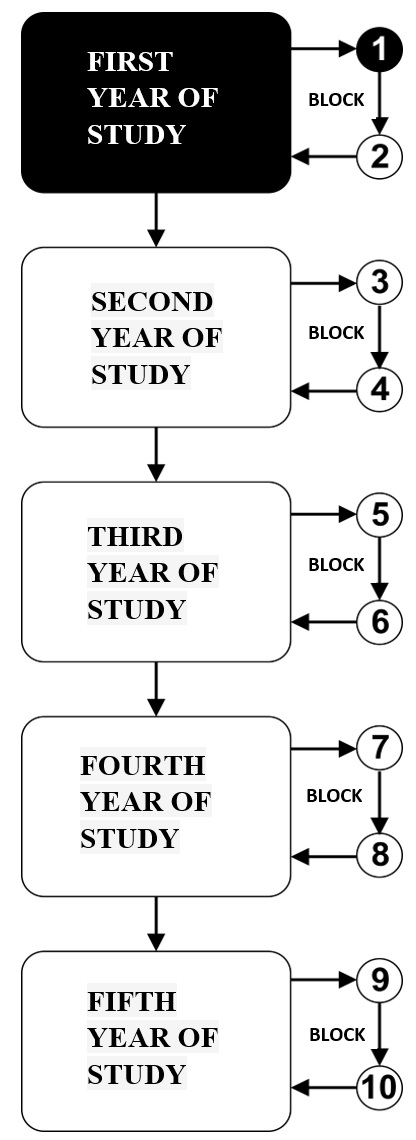 FIRST
YEAR OF
STUDY
1
BLOCK
2
SECOND
YEAR OF
STUDY
3
BLOCK
4
THIRD
YEAR OF
STUDY
5
BLOCK
6
FOURTH
YEAR OF
STUDY
7
BLOCK
8
FIFTH
YEAR OF
STUDY
9
BLOCK
10